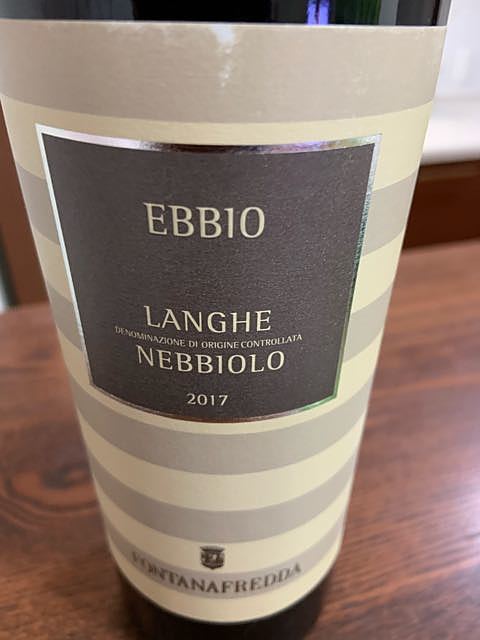 EBBIO
LANGHE
DENOMINAZIONE DI ORIGINE CONTROLLATA
NEBBIOLO
2017
FONTANAFREDDA